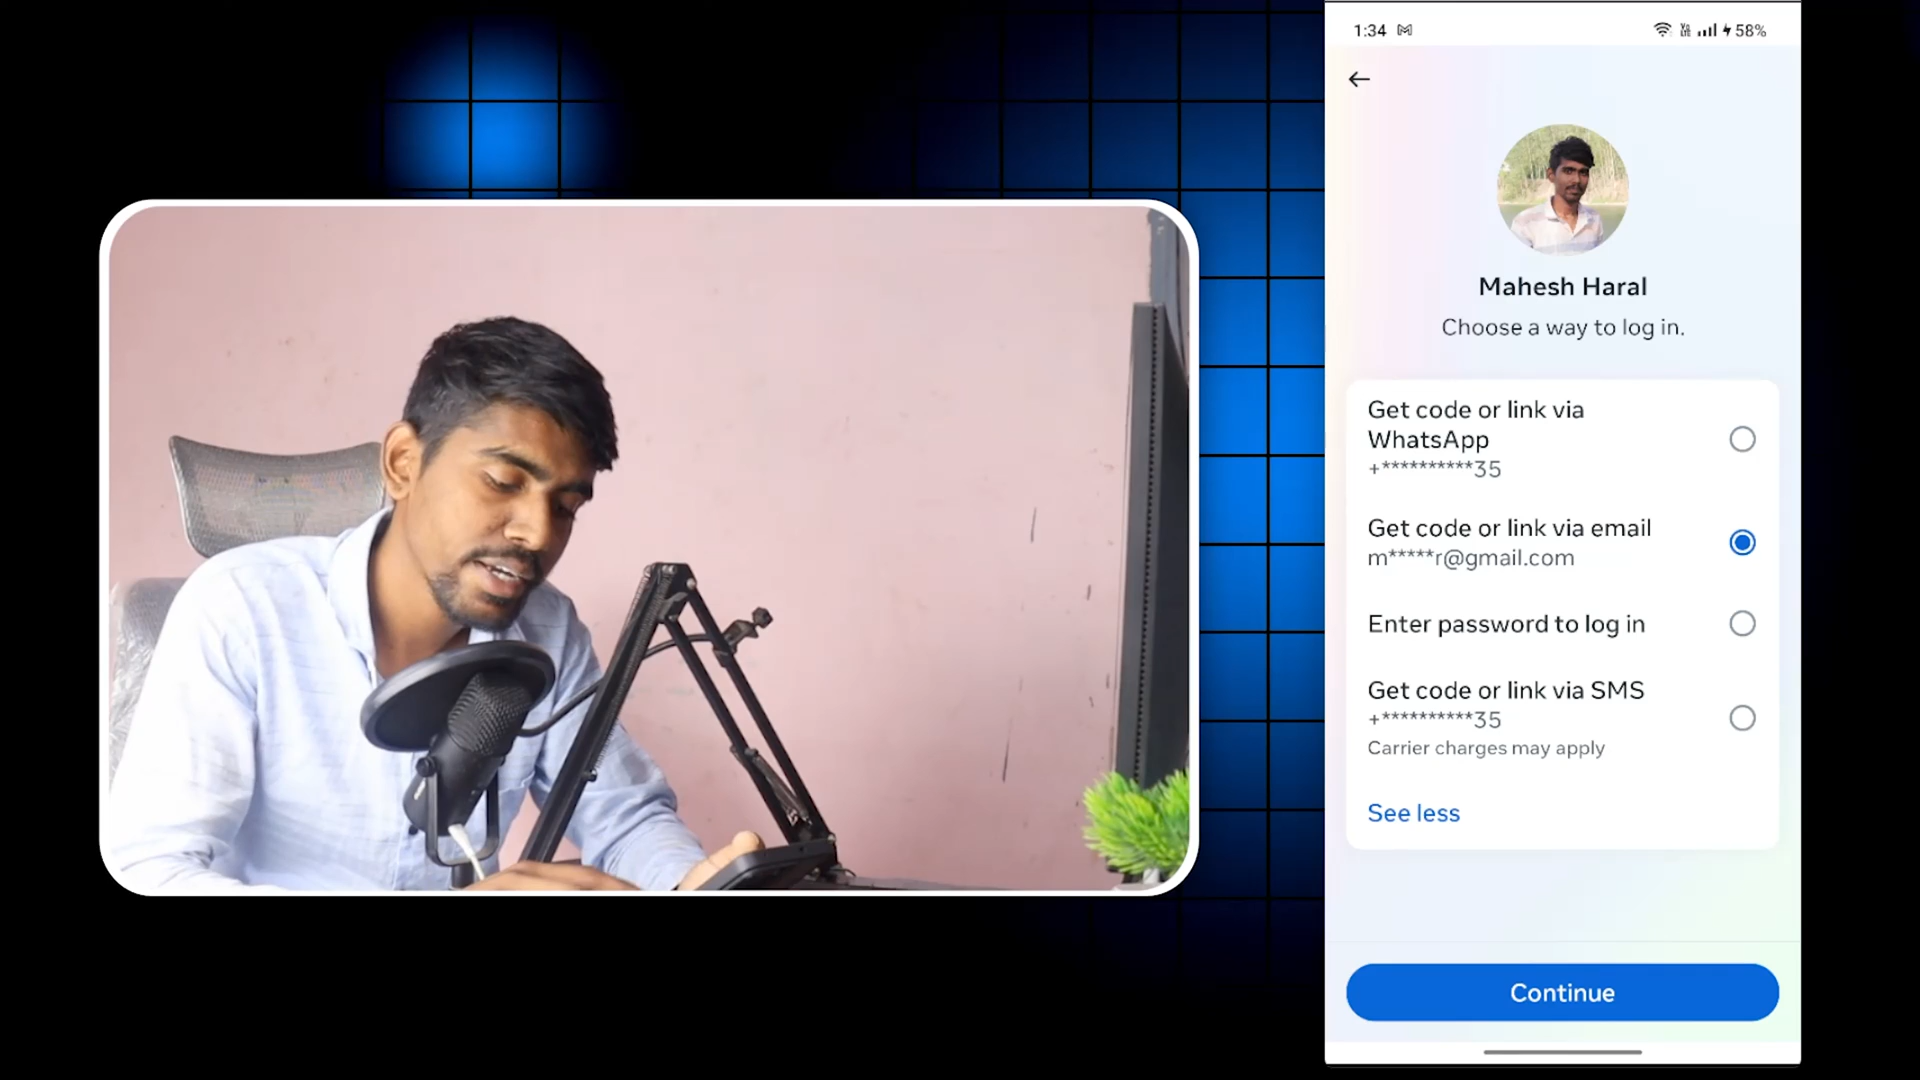 1:34
58%
Mahesh Haral
Choose a way to log in.
Get code or link via
WhatsApp
+**********35
Get code or link via email
m*****r@gmail.com
Enter password to log in
Get code or link via SMS
+**********35
Carrier charges may apply
See less
Continue